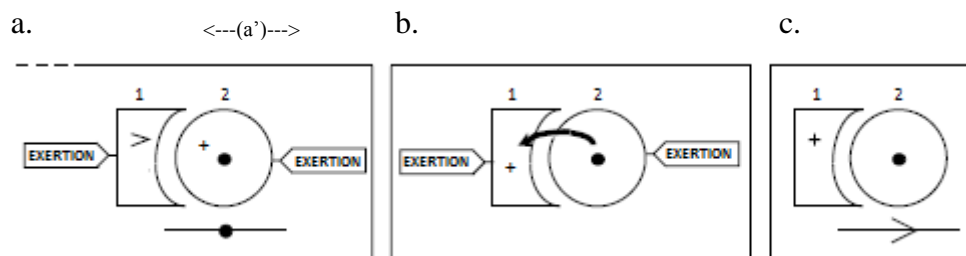 a. <---(a’)---> b. c.
1 2 1 2 1 2
> + + +
EXERTION EXERTION EXERTION EXERTION